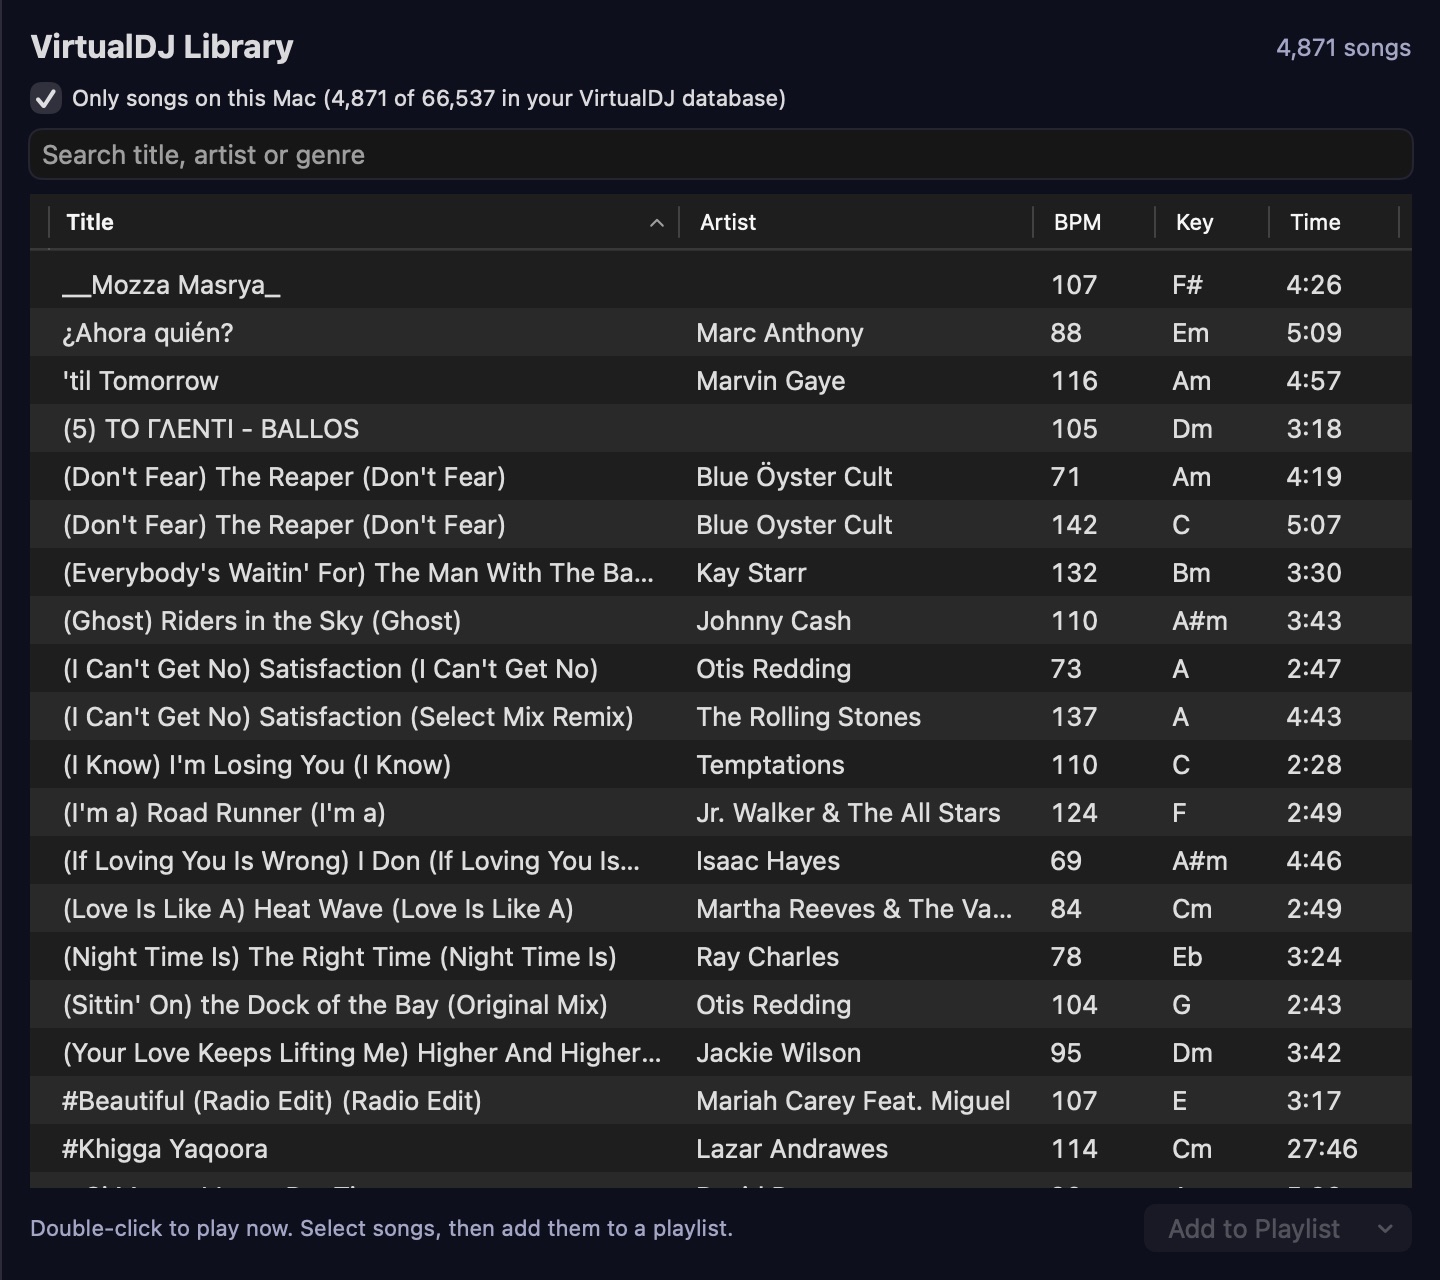 VirtualDJ Library
4,871 songs
Only songs on this Mac (4,871 of 66,537 in your VirtualDJ database)
Search title, artist or genre
Title Artist BPM Key Time
__Mozza Masrya_ 107 F# 4:26
¿Ahora quién? Marc Anthony 88 Em 5:09
'til Tomorrow Marvin Gaye 116 Am 4:57
(5) ΤΟ ΓΛΕΝΤΙ - BALLOS 105 Dm 3:18
(Don't Fear) The Reaper (Don't Fear) Blue Öyster Cult 71 Am 4:19
(Don't Fear) The Reaper (Don't Fear) Blue Oyster Cult 142 C 5:07
(Everybody's Waitin' For) The Man With The Ba... Kay Starr 132 Bm 3:30
(Ghost) Riders in the Sky (Ghost) Johnny Cash 110 A#m 3:43
(I Can't Get No) Satisfaction (I Can't Get No) Otis Redding 73 A 2:47
(I Can't Get No) Satisfaction (Select Mix Remix) The Rolling Stones 137 A 4:43
(I Know) I'm Losing You (I Know) Temptations 110 C 2:28
(I'm a) Road Runner (I'm a) Jr. Walker & The All Stars 124 F 2:49
(If Loving You Is Wrong) I Don (If Loving You Is... Isaac Hayes 69 A#m 4:46
(Love Is Like A) Heat Wave (Love Is Like A) Martha Reeves & The Va... 84 Cm 2:49
(Night Time Is) The Right Time (Night Time Is) Ray Charles 78 Eb 3:24
(Sittin' On) the Dock of the Bay (Original Mix) Otis Redding 104 G 2:43
(Your Love Keeps Lifting Me) Higher And Higher... Jackie Wilson 95 Dm 3:42
#Beautiful (Radio Edit) (Radio Edit) Mariah Carey Feat. Miguel 107 E 3:17
#Khigga Yaqoora Lazar Andrawes 114 Cm 27:46
Double-click to play now. Select songs, then add them to a playlist.
Add to Playlist